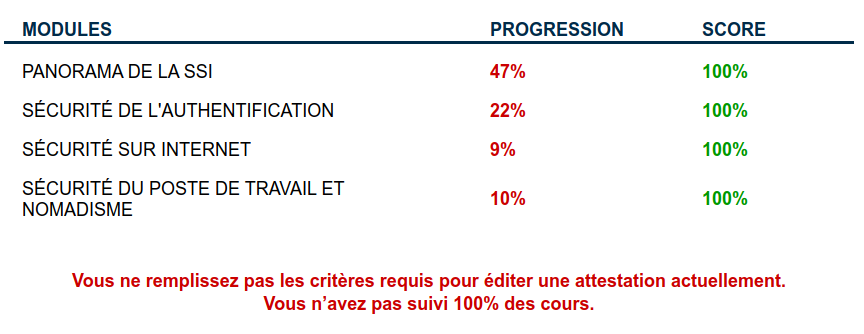 MODULES PROGRESSION SCORE
PANORAMA DE LA SSI 47% 100%
SÉCURITÉ DE L'AUTHENTIFICATION 22% 100%
SÉCURITÉ SUR INTERNET 9% 100%
SÉCURITÉ DU POSTE DE TRAVAIL ET
NOMADISME 10% 100%
Vous ne remplissez pas les critères requis pour éditer une attestation actuellement.
Vous n’avez pas suivi 100% des cours.